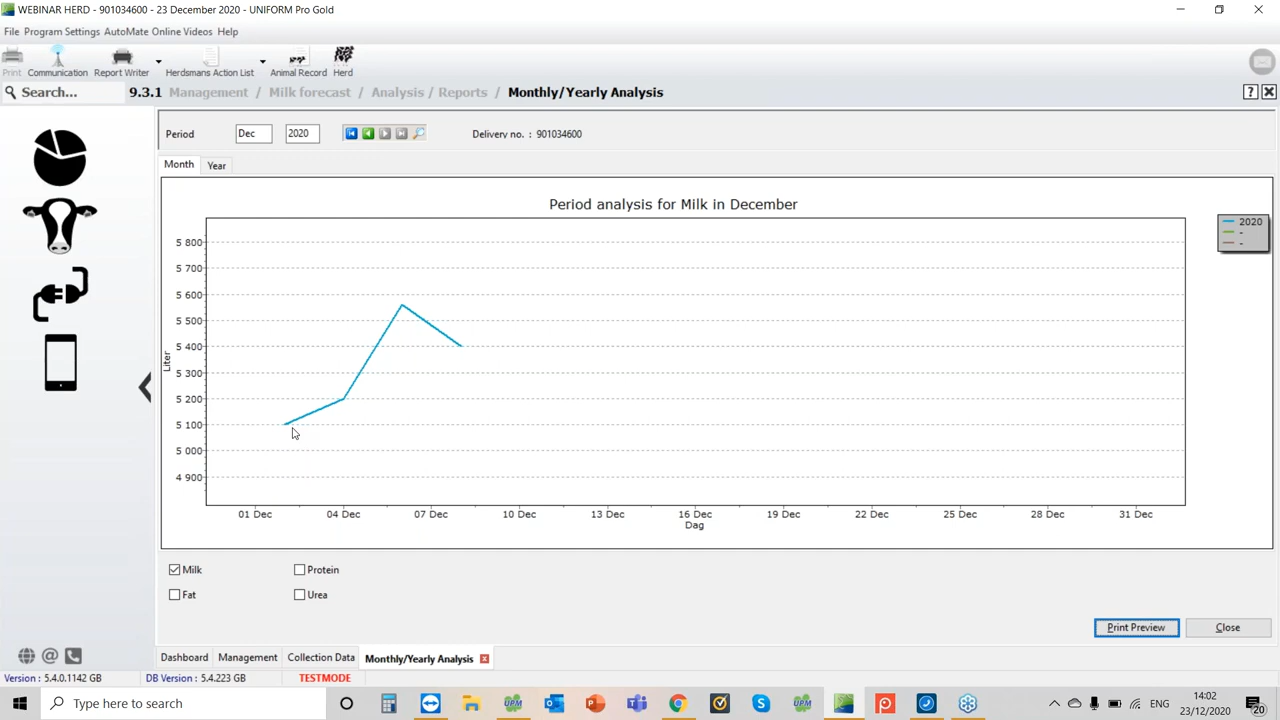 WEBINAR HERD - 901034600 - 23 December 2020 - UNIFORM Pro Gold
File Program Settings AutoMate Online Videos Help
Print Communication Report Writer Herdsmans Action List Animal Record Herd
Search... 9.3.1 Management / Milk forecast / Analysis / Reports / Monthly/Yearly Analysis ?
Period Dec 2020 Delivery no. : 901034600
Month Year
Period analysis for Milk in December
2020
-
-
5 800
5 700
5 600
5 500
5 400
5 300
5 200
5 100
5 000
4 900
Liter
01 Dec 04 Dec 07 Dec 10 Dec 13 Dec 16 Dec 19 Dec 22 Dec 25 Dec 28 Dec 31 Dec
Dag
Milk Protein
Fat Urea
Print Preview Close
Dashboard Management Collection Data Monthly/Yearly Analysis
Version : 5.4.0.1142 GB DB Version : 5.4.223 GB TESTMODE
Type here to search
14:02
23/12/2020
20